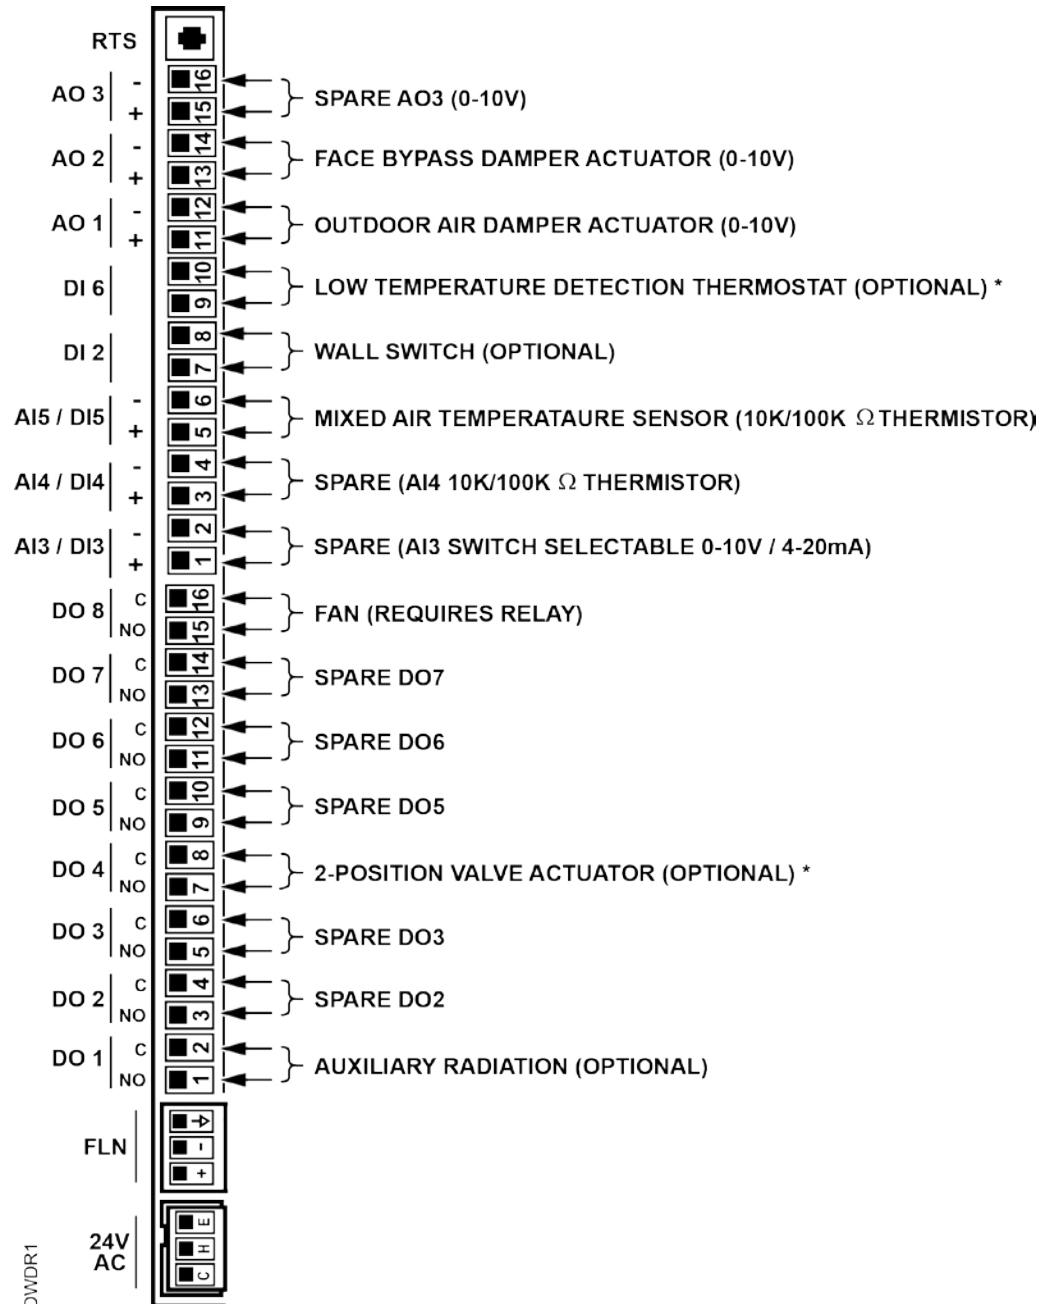 RTS
AO 3 - 16 SPARE AO3 (0-10V)
+ 15
AO 2 - 14 FACE BYPASS DAMPER ACTUATOR (0-10V)
+ 13
AO 1 - 12 OUTDOOR AIR DAMPER ACTUATOR (0-10V)
+ 11
DI 6 10 LOW TEMPERATURE DETECTION THERMOSTAT (OPTIONAL) *
9
DI 2 8 WALL SWITCH (OPTIONAL)
7
AI5 / DI5 - 6 MIXED AIR TEMPERATAURE SENSOR (10K/100K Ω THERMISTOR)
+ 5
AI4 / DI4 - 4 SPARE (AI4 10K/100K Ω THERMISTOR)
+ 3
AI3 / DI3 - 2 SPARE (AI3 SWITCH SELECTABLE 0-10V / 4-20mA)
+ 1
DO 8 C 16 FAN (REQUIRES RELAY)
NO 15
DO 7 C 14 SPARE DO7
NO 13
DO 6 C 12 SPARE DO6
NO 11
DO 5 C 10 SPARE DO5
NO 9
DO 4 C 8 2-POSITION VALVE ACTUATOR (OPTIONAL) *
NO 7
DO 3 C 6 SPARE DO3
NO 5
DO 2 C 4 SPARE DO2
NO 3
DO 1 C 2 AUXILIARY RADIATION (OPTIONAL)
NO 1
FLN
-
+
24V
AC
E
H
C